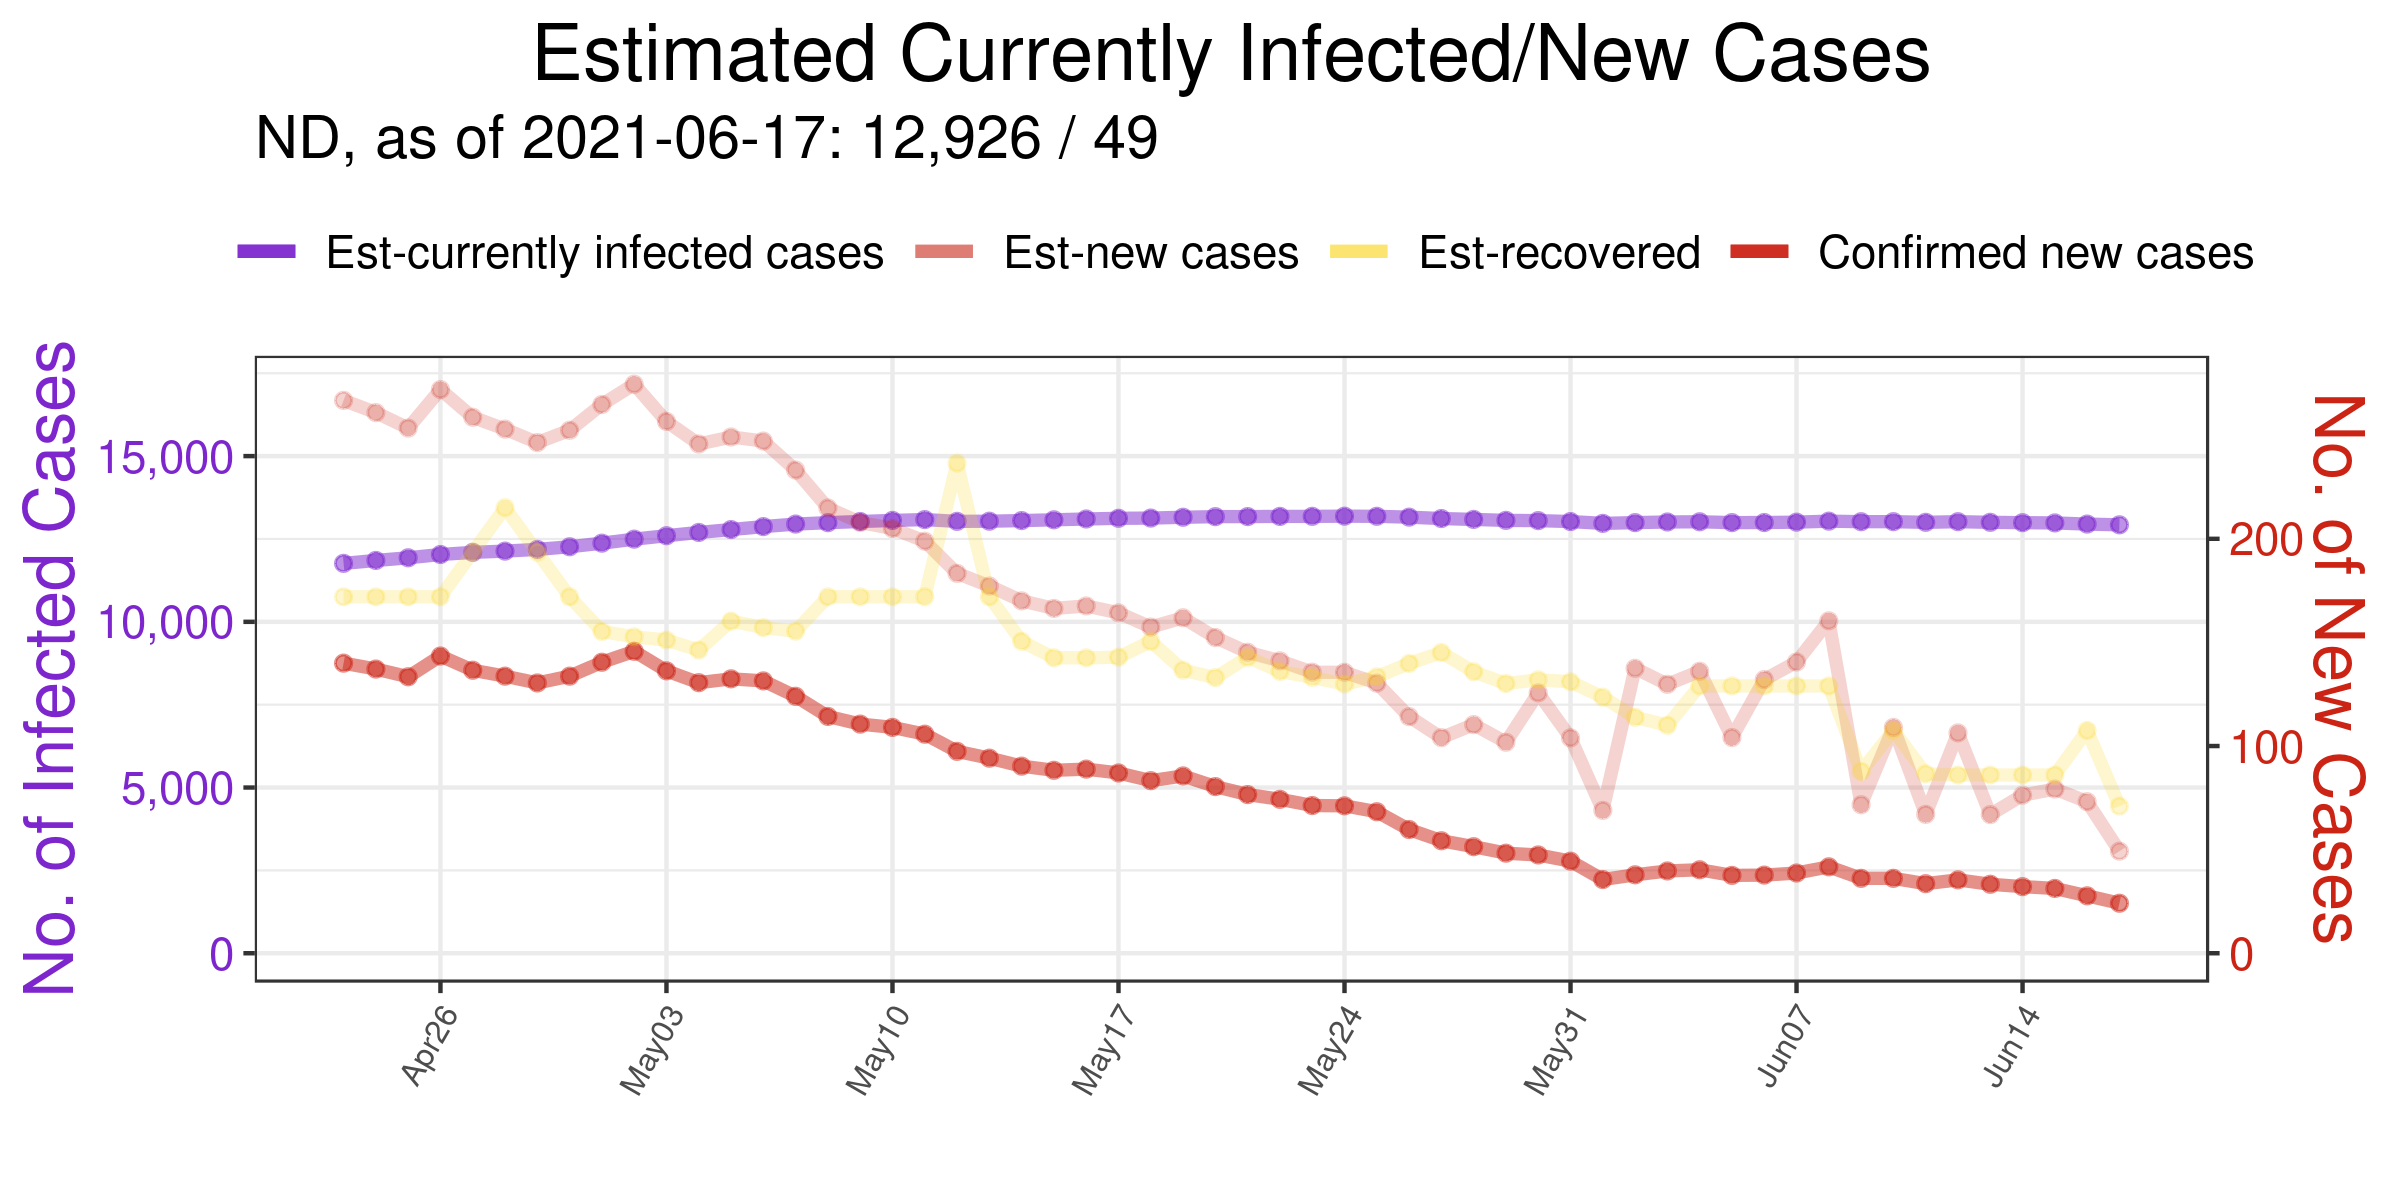 Estimated Currently Infected/New Cases
ND, as of 2021-06-17: 12,926 / 49
Est-currently infected cases Est-new cases Est-recovered Confirmed new cases
No. of Infected Cases
15,000
10,000
5,000
0
200
100
0
No. of New Cases
Apr26 May03 May10 May17 May24 May31 Jun07 Jun14